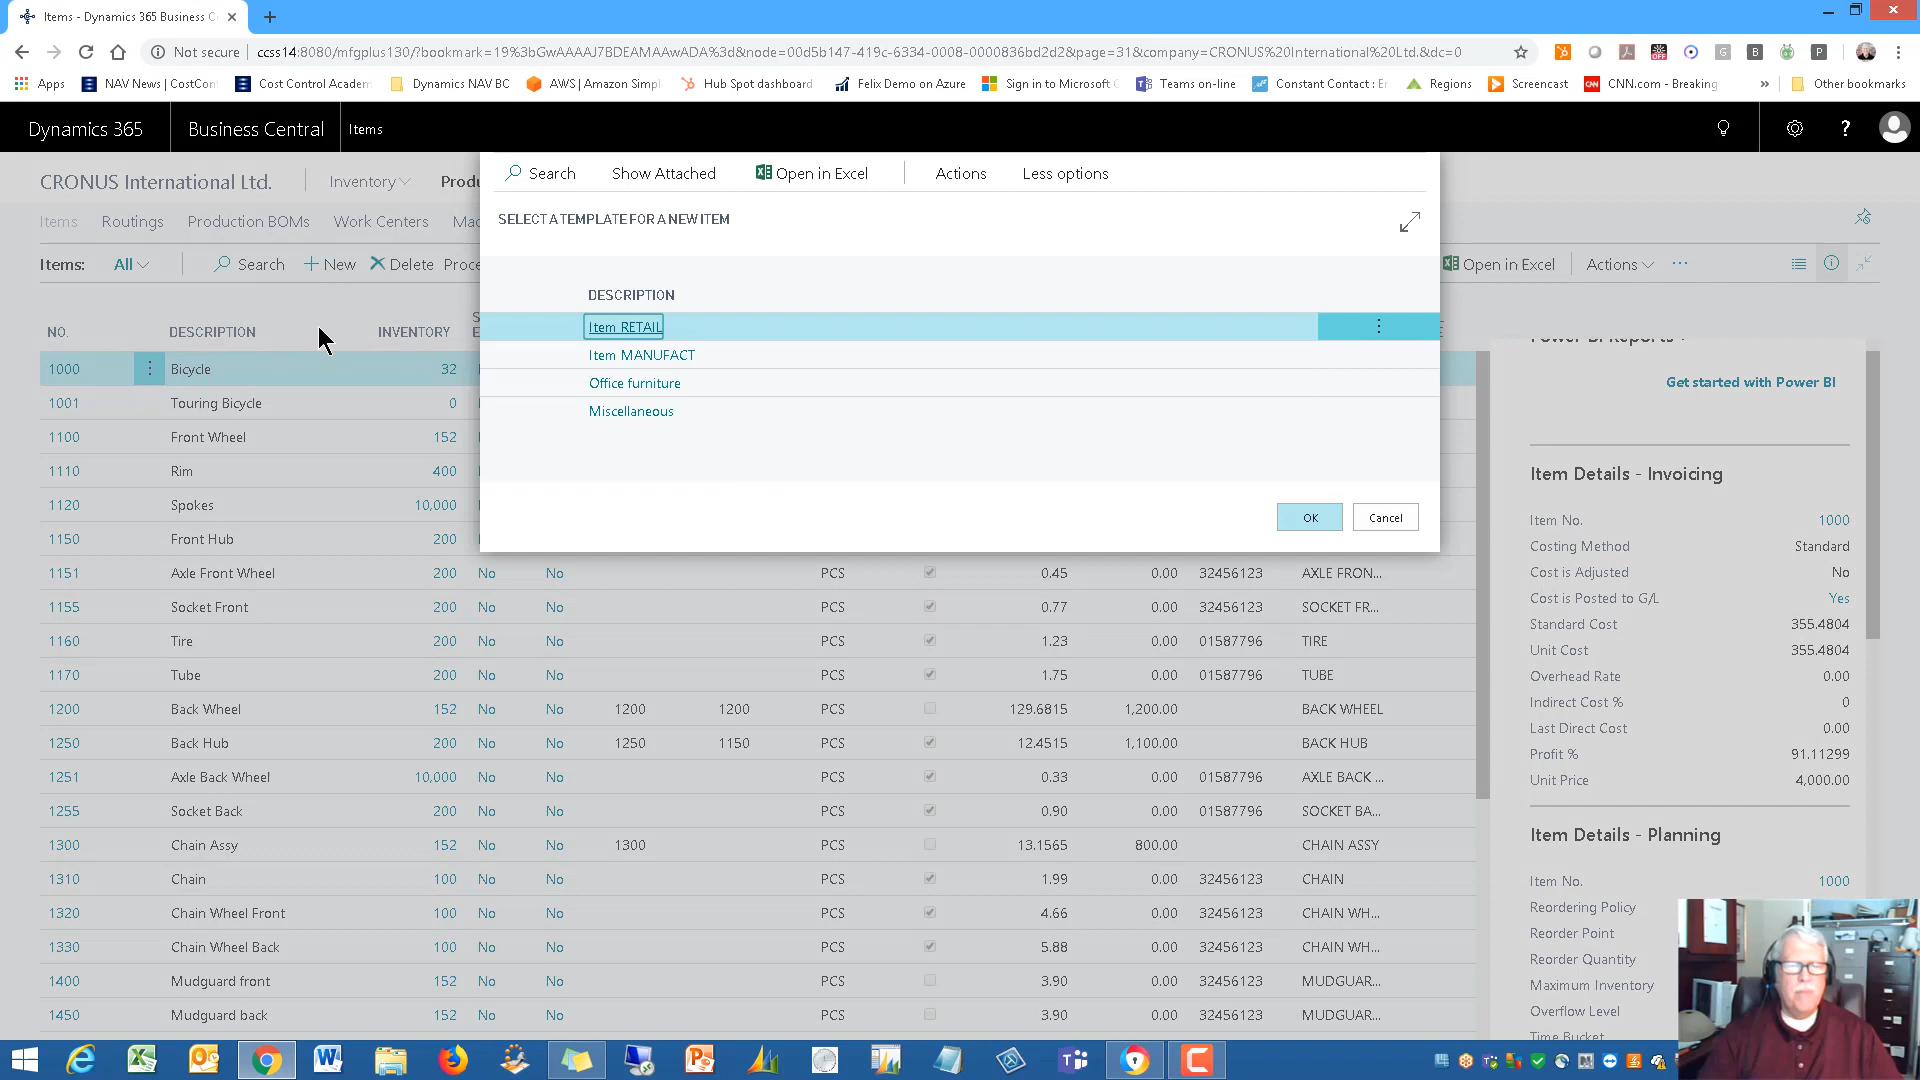 Items - Dynamics 365 Business C
Not secure
ccss14:8080/mfgplus130/?bookmark=19%3bGwAAAAJ7BDEAMAAwADA%3d&node=00d5b147-419c-6334-0008-0000836bd2d2&page=31&company=CRONUS%20International%20Ltd.&dc=0
Apps
NAV News | CostCont
Cost Control Academ
Dynamics NAV BC
AWS | Amazon Simpl
Hub Spot dashboard
Felix Demo on Azure
Sign in to Microsoft C
Teams on-line
Constant Contact : Er
Regions
Screencast
CNN.com - Breaking
»
Other bookmarks
Dynamics 365
Business Central
Items
?
CRONUS International Ltd.
Inventory
Produ
Items
Routings
Production BOMs
Work Centers
Mac
Items:
All
Search
+ New
Delete
Proce
Open in Excel
Actions
Search
Show Attached
Open in Excel
Actions
Less options
SELECT A TEMPLATE FOR A NEW ITEM
DESCRIPTION
Item RETAIL
Item MANUFACT
Office furniture
Miscellaneous
OK
Cancel
NO. DESCRIPTION INVENTORY
1000 Bicycle 32
1001 Touring Bicycle 0
1100 Front Wheel 152
1110 Rim 400
1120 Spokes 10,000
1150 Front Hub 200
1151 Axle Front Wheel 200 No No PCS 0.45 0.00 32456123 AXLE FRON...
1155 Socket Front 200 No No PCS 0.77 0.00 32456123 SOCKET FR...
1160 Tire 200 No No PCS 1.23 0.00 01587796 TIRE
1170 Tube 200 No No PCS 1.75 0.00 01587796 TUBE
1200 Back Wheel 152 No No 1200 1200 PCS 129.6815 1,200.00 BACK WHEEL
1250 Back Hub 200 No No 1250 1150 PCS 12.4515 1,100.00 BACK HUB
1251 Axle Back Wheel 10,000 No No PCS 0.33 0.00 01587796 AXLE BACK ...
1255 Socket Back 200 No No PCS 0.90 0.00 01587796 SOCKET BA...
1300 Chain Assy 152 No No 1300 PCS 13.1565 800.00 CHAIN ASSY
1310 Chain 100 No No PCS 1.99 0.00 32456123 CHAIN
1320 Chain Wheel Front 100 No No PCS 4.66 0.00 32456123 CHAIN WH...
1330 Chain Wheel Back 100 No No PCS 5.88 0.00 32456123 CHAIN WH...
1400 Mudguard front 152 No No PCS 3.90 0.00 32456123 MUDGUAR...
1450 Mudguard back 152 No No PCS 3.90 0.00 32456123 MUDGUAR...
Power BI Reports
Get started with Power BI
Item Details - Invoicing
Item No. 1000
Costing Method Standard
Cost is Adjusted No
Cost is Posted to G/L Yes
Standard Cost 355.4804
Unit Cost 355.4804
Overhead Rate 0.00
Indirect Cost % 0
Last Direct Cost 0.00
Profit % 91.11299
Unit Price 4,000.00
Item Details - Planning
Item No. 1000
Reordering Policy
Reorder Point
Reorder Quantity
Maximum Inventory
Overflow Level
Time Bucket